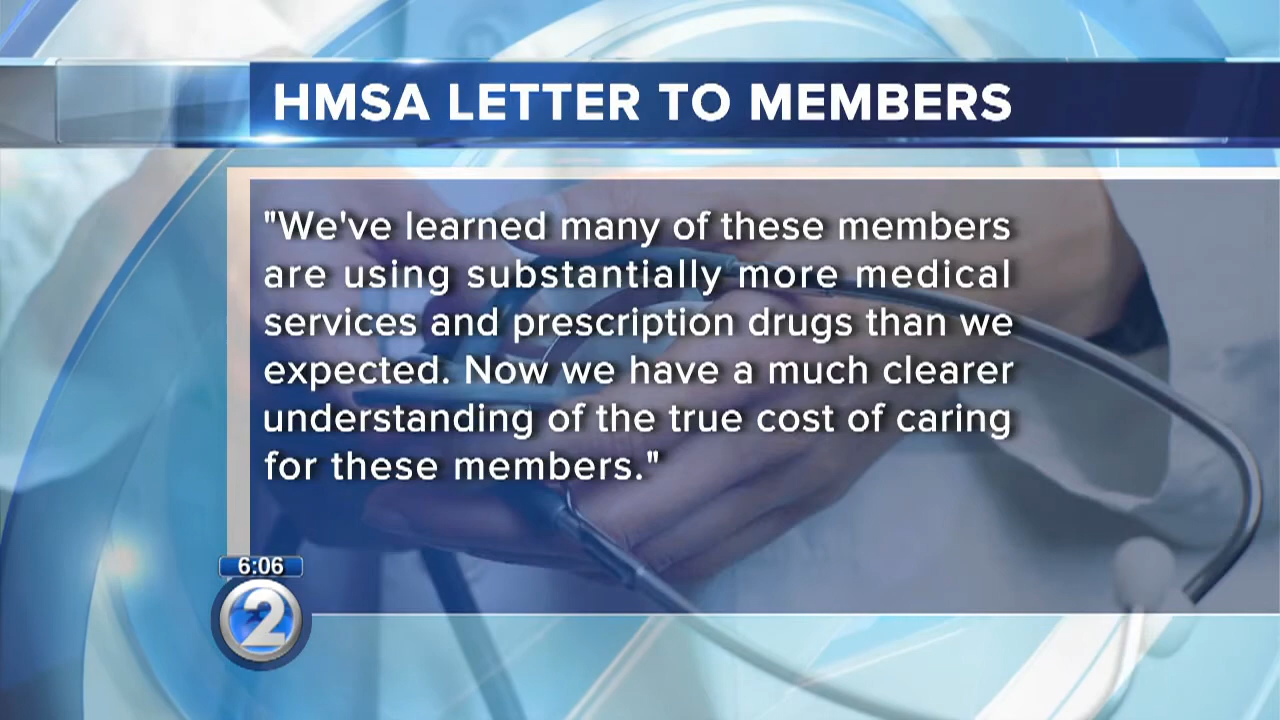 HMSA LETTER TO MEMBERS
"We've learned many of these members
are using substantially more medical
services and prescription drugs than we
expected. Now we have a much clearer
understanding of the true cost of caring
for these members."
6:06
2